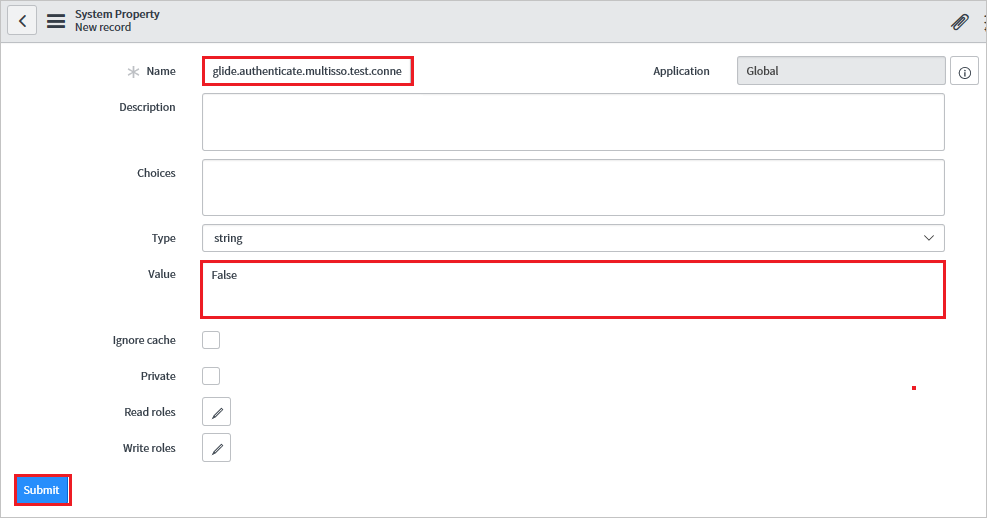 System Property
New record
Name
glide.authenticate.multisso.test.conne
Application
Global
Description
Choices
Type
string
Value
False
Ignore cache
Private
Read roles
Write roles
Submit